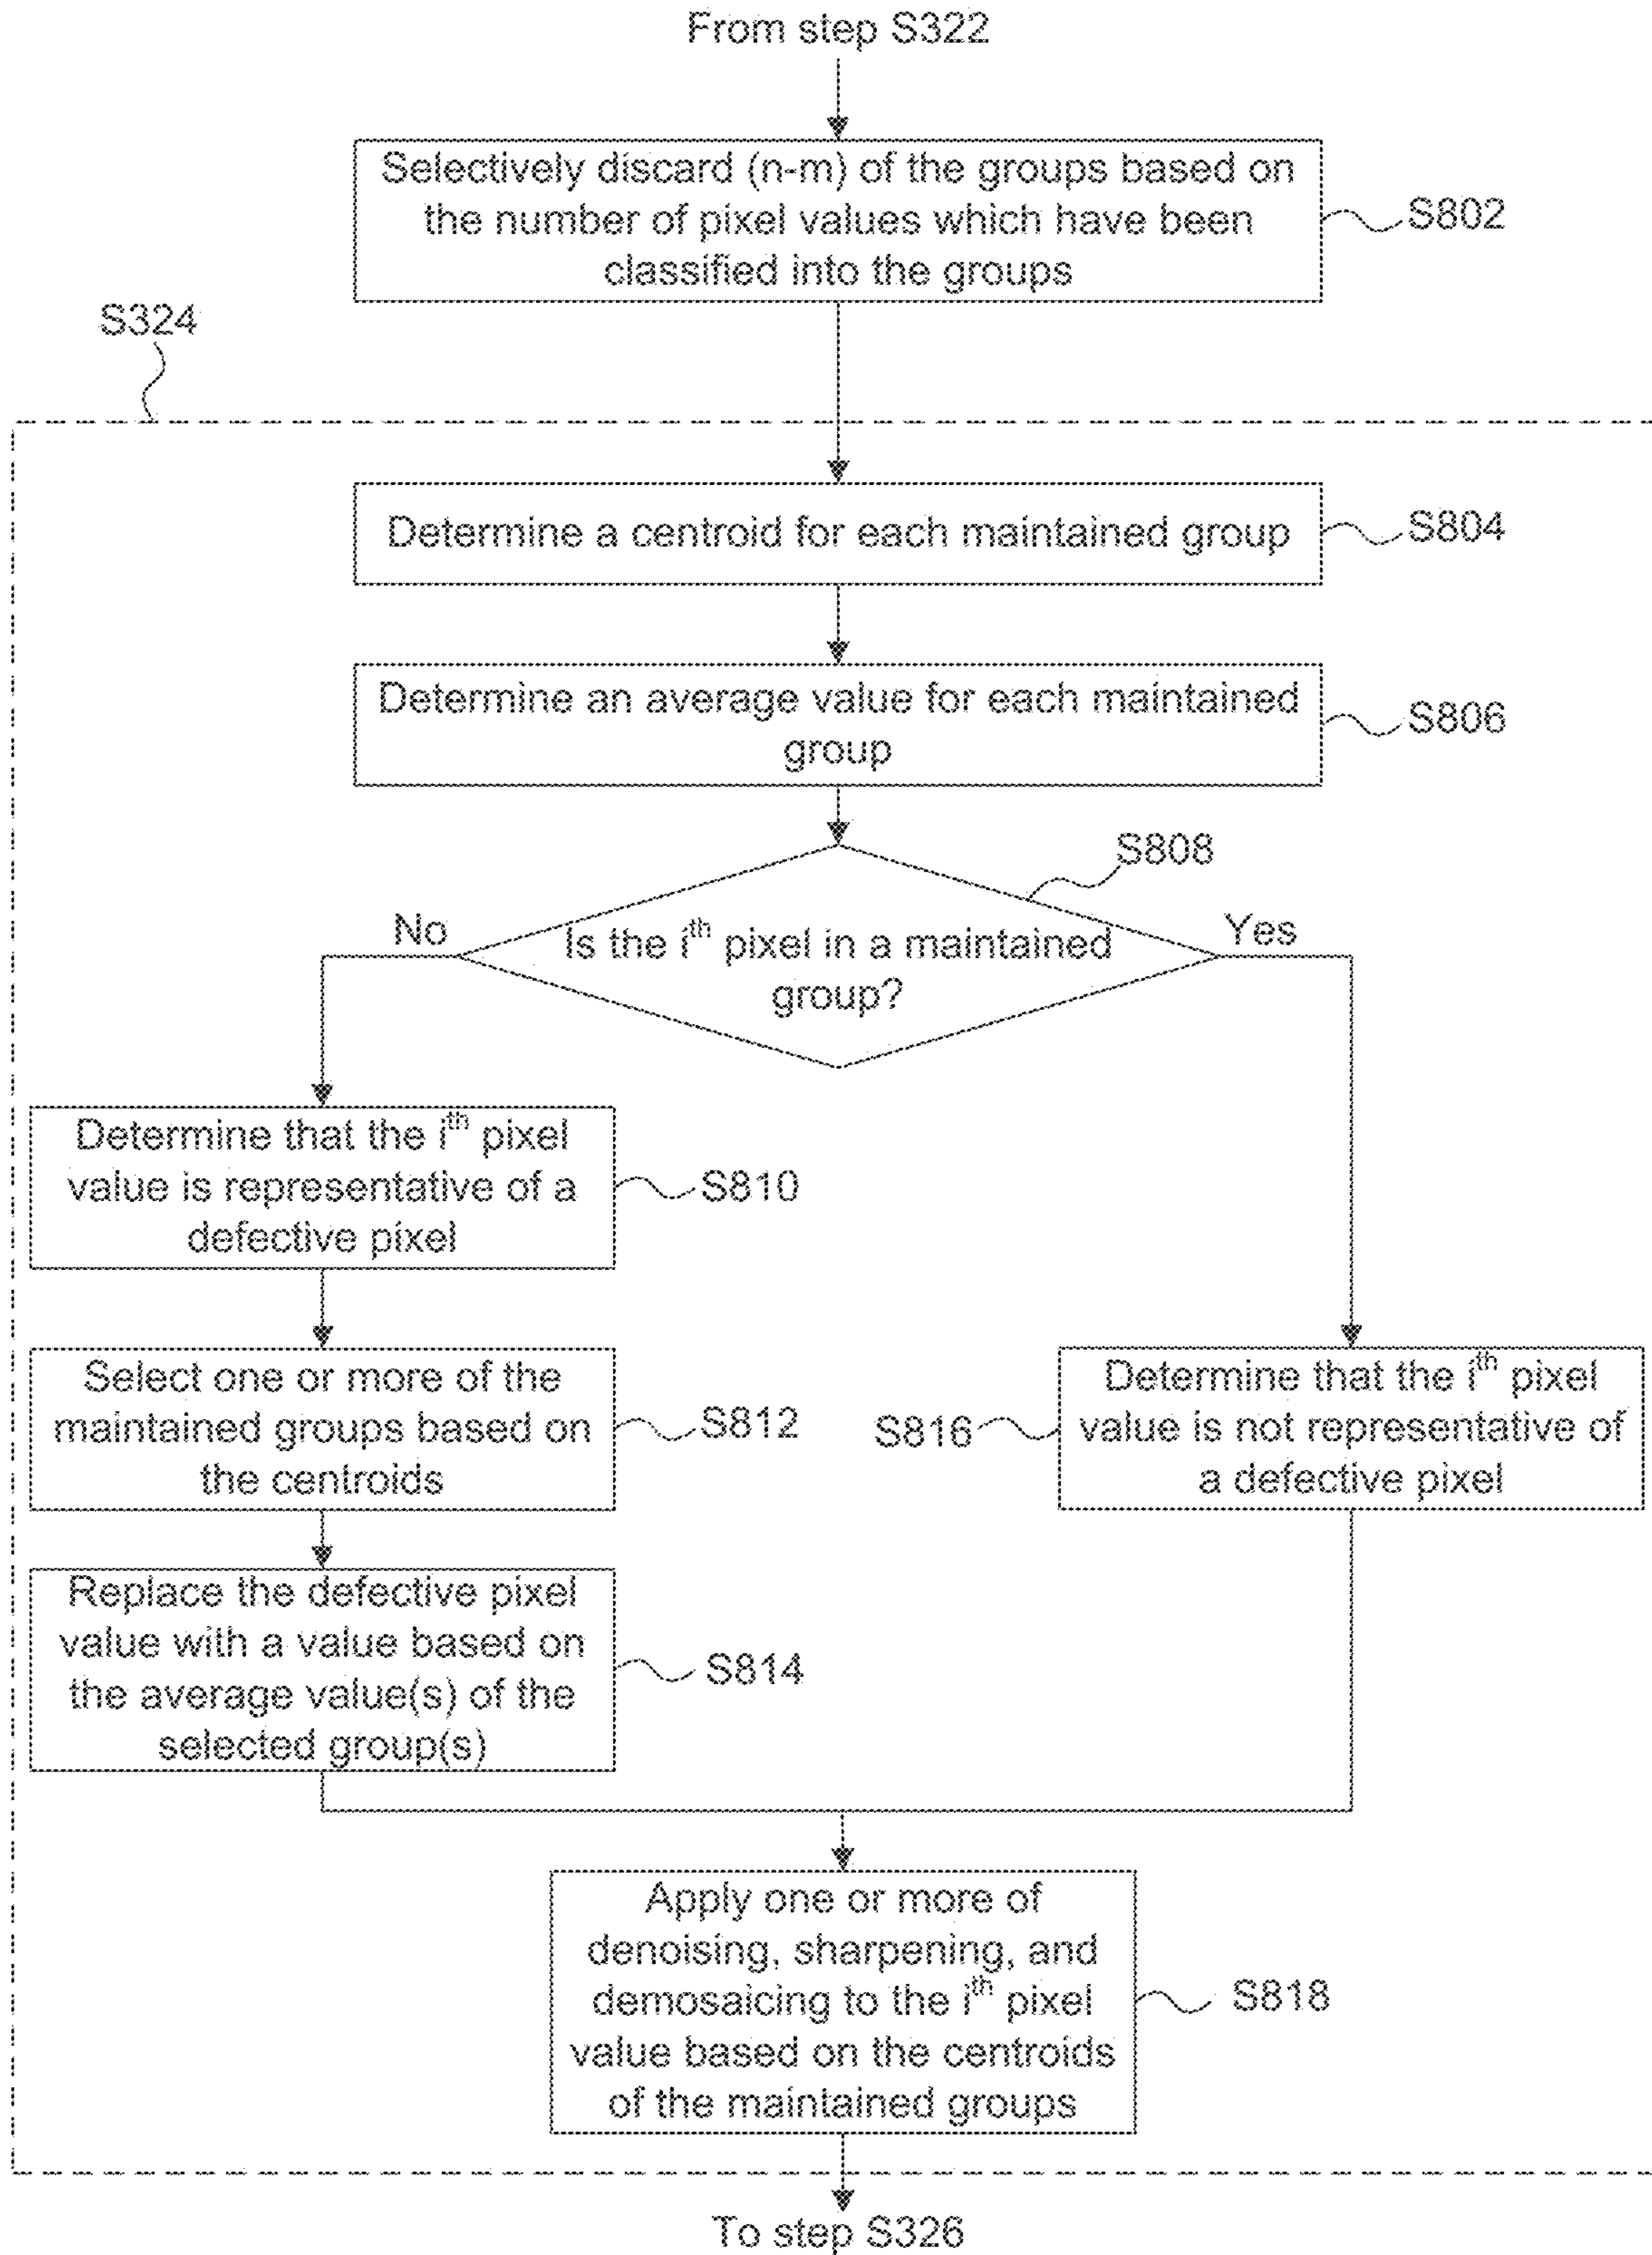 From step S322
Selectively discard (n-m) of the groups based on
the number of pixel values which have been
classified into the groups
S802
S324
Determine a centroid for each maintained group
S804
Determine an average value for each maintained
group
S806
S808
No
Is the ith pixel in a maintained
group?
Yes
Determine that the ith pixel
value is representative of a
defective pixel
S810
Select one or more of the
maintained groups based on
the centroids
S812
S816
Determine that the ith pixel
value is not representative of
a defective pixel
Replace the defective pixel
value with a value based on
the average value(s) of the
selected group(s)
S814
Apply one or more of
denoising, sharpening, and
demosaicing to the ith pixel
value based on the centroids
of the maintained groups
S818
To step S326